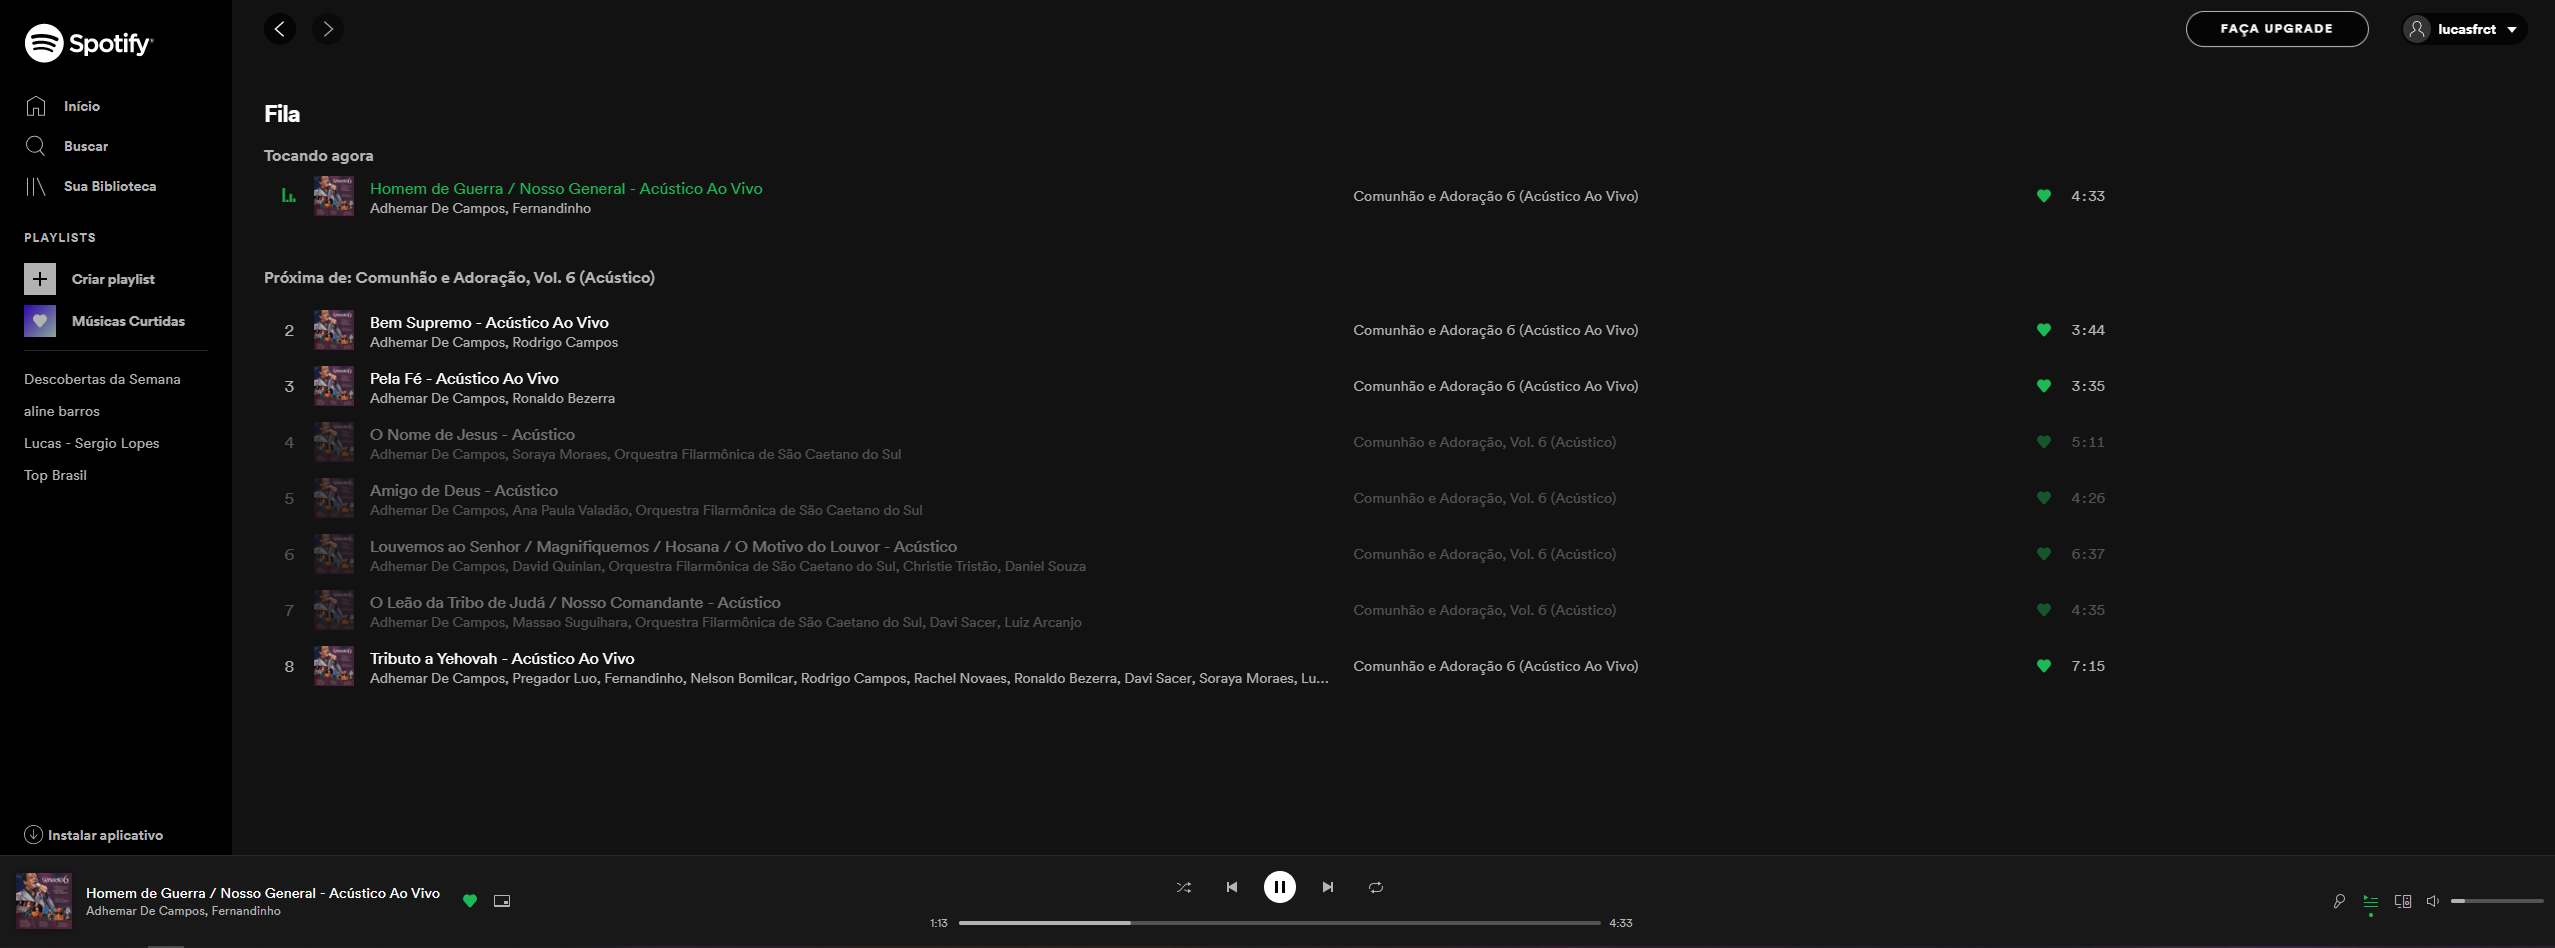 Spotify
FAÇA UPGRADE
lucasfrct
Início
Buscar
Sua Biblioteca
PLAYLISTS
Criar playlist
Músicas Curtidas
Descobertas da Semana
aline barros
Lucas - Sergio Lopes
Top Brasil
Instalar aplicativo
Fila
Tocando agora
Homem de Guerra / Nosso General - Acústico Ao Vivo
Adhemar De Campos, Fernandinho
Comunhão e Adoração 6 (Acústico Ao Vivo)
4:33
Próxima de: Comunhão e Adoração, Vol. 6 (Acústico)
2
Bem Supremo - Acústico Ao Vivo
Adhemar De Campos, Rodrigo Campos
Comunhão e Adoração 6 (Acústico Ao Vivo)
3:44
3
Pela Fé - Acústico Ao Vivo
Adhemar De Campos, Ronaldo Bezerra
Comunhão e Adoração 6 (Acústico Ao Vivo)
3:35
4
O Nome de Jesus - Acústico
Adhemar De Campos, Soraya Moraes, Orquestra Filarmônica de São Caetano do Sul
Comunhão e Adoração, Vol. 6 (Acústico)
5:11
5
Amigo de Deus - Acústico
Adhemar De Campos, Ana Paula Valadão, Orquestra Filarmônica de São Caetano do Sul
Comunhão e Adoração, Vol. 6 (Acústico)
4:26
6
Louvemos ao Senhor / Magnifiquemos / Hosana / O Motivo do Louvor - Acústico
Adhemar De Campos, David Quinlan, Orquestra Filarmônica de São Caetano do Sul, Christie Tristão, Daniel Souza
Comunhão e Adoração, Vol. 6 (Acústico)
6:37
7
O Leão da Tribo de Judá / Nosso Comandante - Acústico
Adhemar De Campos, Massao Suguihara, Orquestra Filarmônica de São Caetano do Sul, Davi Sacer, Luiz Arcanjo
Comunhão e Adoração, Vol. 6 (Acústico)
4:35
8
Tributo a Yehovah - Acústico Ao Vivo
Adhemar De Campos, Pregador Luo, Fernandinho, Nelson Bomilcar, Rodrigo Campos, Rachel Novaes, Ronaldo Bezerra, Davi Sacer, Soraya Moraes, Lu...
Comunhão e Adoração 6 (Acústico Ao Vivo)
7:15
Homem de Guerra / Nosso General - Acústico Ao Vivo
Adhemar De Campos, Fernandinho
1:13
4:33